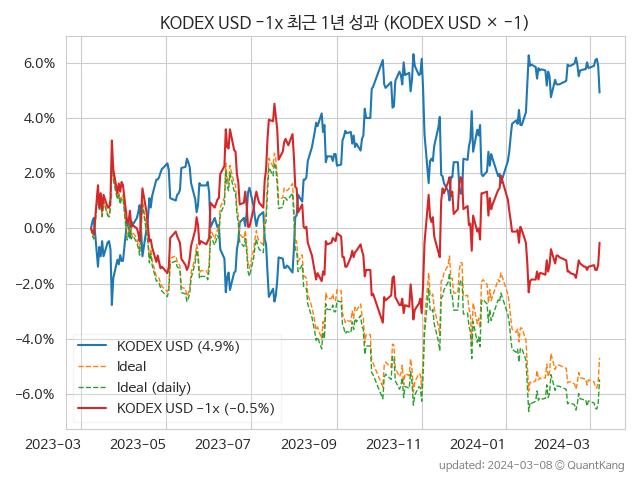 KODEX USD −1x 최근 1년 성과 (KODEX USD × −1)
6.0%
4.0%
2.0%
0.0%
−2.0%
−4.0%
−6.0%
KODEX USD (4.9%)
Ideal
Ideal (daily)
KODEX USD −1x (−0.5%)
2023−03
2023−05
2023−07
2023−09
2023−11
2024−01
2024−03
updated: 2024−03−08 ⓒ QuantKang